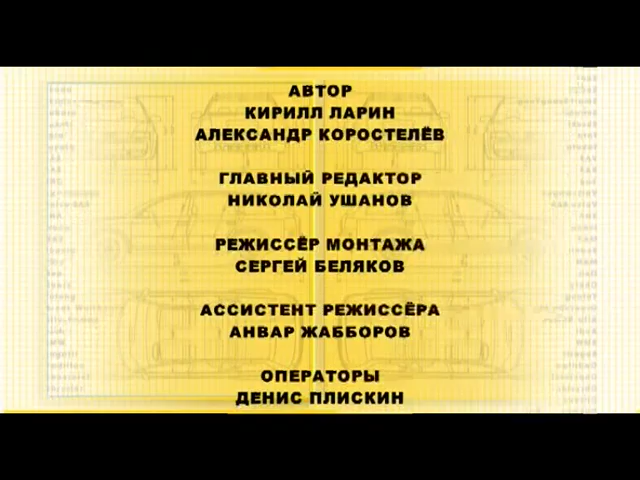 АВТОР
КИРИЛЛ ЛАРИН
АЛЕКСАНДР КОРОСТЕЛЁВ
ГЛАВНЫЙ РЕДАКТОР
НИКОЛАЙ УШАНОВ
РЕЖИССЁР МОНТАЖА
СЕРГЕЙ БЕЛЯКОВ
АССИСТЕНТ РЕЖИССЁРА
АНВАР ЖАББОРОВ
ОПЕРАТОРЫ
ДЕНИС ПЛИСКИН